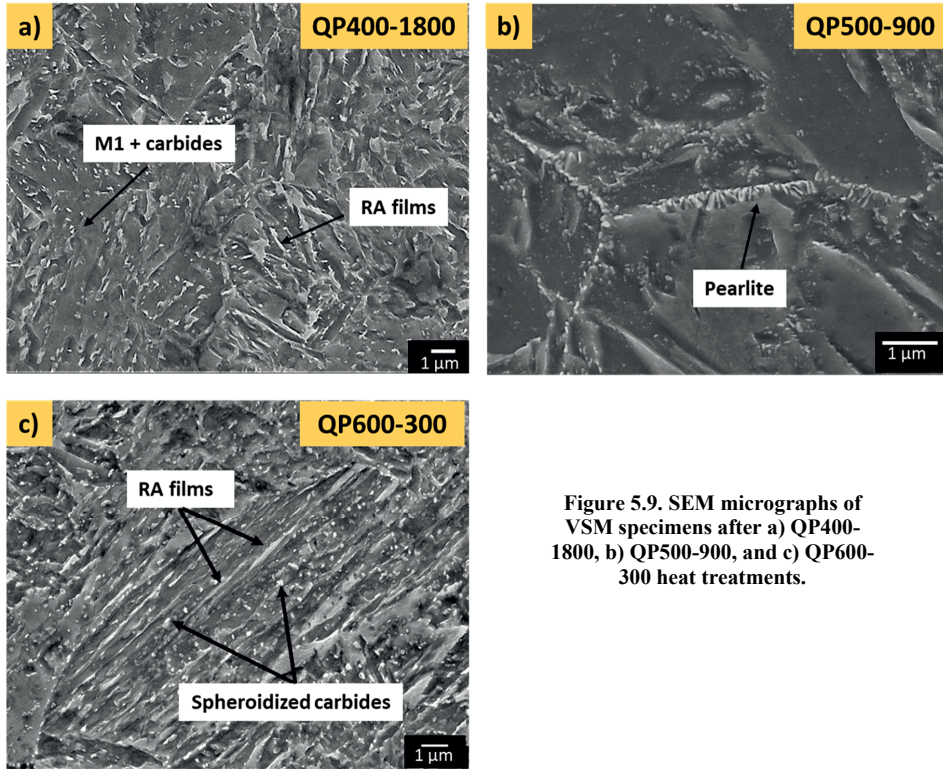 a)
QP400-1800
M1 + carbides
RA films
1 µm
b)
QP500-900
Pearlite
1 µm
c)
QP600-300
RA films
Spheroidized carbides
1 µm
Figure 5.9. SEM micrographs of
VSM specimens after a) QP400-
1800, b) QP500-900, and c) QP600-
300 heat treatments.